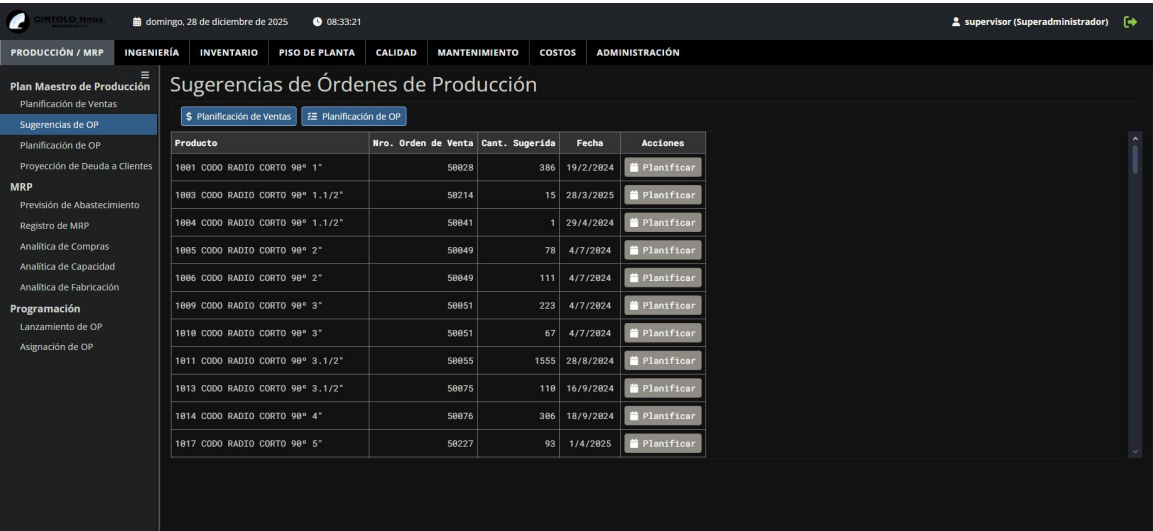 CINTOLO Hnos. domingo, 28 de diciembre de 2025 08:33:21 supervisor (Superadministrador)
PRODUCCIÓN / MRP INGENIERÍA INVENTARIO PISO DE PLANTA CALIDAD MANTENIMIENTO COSTOS ADMINISTRACIÓN
Plan Maestro de Producción
Planificación de Ventas
Sugerencias de OP
Planificación de OP
Proyección de Deuda a Clientes
MRP
Previsión de Abastecimiento
Registro de MRP
Analítica de Compras
Analítica de Capacidad
Analítica de Fabricación
Programación
Lanzamiento de OP
Asignación de OP
Sugerencias de Órdenes de Producción
$ Planificación de Ventas Planificación de OP
Producto Nro. Orden de Venta Cant. Sugerida Fecha Acciones
1001 CODO RADIO CORTO 90º 1" 50028 386 19/2/2024 Planificar
1003 CODO RADIO CORTO 90º 1.1/2" 50214 15 28/3/2025 Planificar
1004 CODO RADIO CORTO 90º 1.1/2" 50041 1 29/4/2024 Planificar
1005 CODO RADIO CORTO 90º 2" 50049 78 4/7/2024 Planificar
1006 CODO RADIO CORTO 90º 2" 50049 111 4/7/2024 Planificar
1009 CODO RADIO CORTO 90º 3" 50051 223 4/7/2024 Planificar
1010 CODO RADIO CORTO 90º 3" 50051 67 4/7/2024 Planificar
1011 CODO RADIO CORTO 90º 3.1/2" 50055 1555 28/8/2024 Planificar
1013 CODO RADIO CORTO 90º 3.1/2" 50075 110 16/9/2024 Planificar
1014 CODO RADIO CORTO 90º 4" 50076 306 18/9/2024 Planificar
1017 CODO RADIO CORTO 90º 5" 50227 93 1/4/2025 Planificar